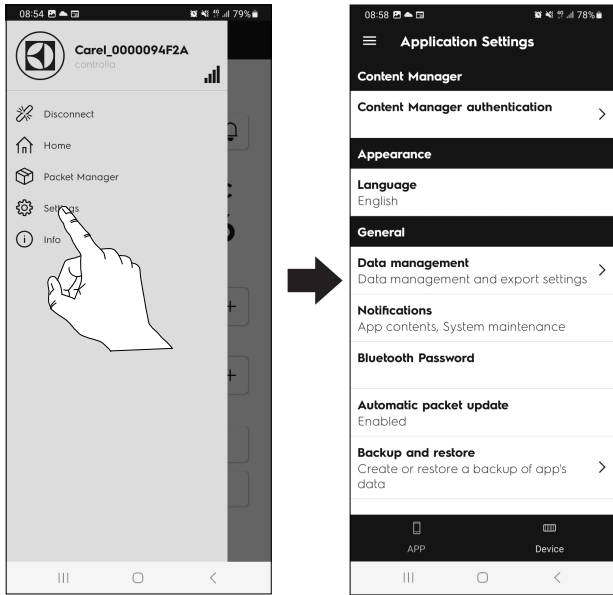 08:54
79%
Carel_0000094F2A
controlla
Disconnect
Home
Packet Manager
Settings
Info
08:58
78%
Application Settings
Content Manager
Content Manager authentication
Appearance
Language
English
General
Data management
Data management and export settings
Notifications
App contents, System maintenance
Bluetooth Password
Automatic packet update
Enabled
Backup and restore
Create or restore a backup of app's
data
APP
Device